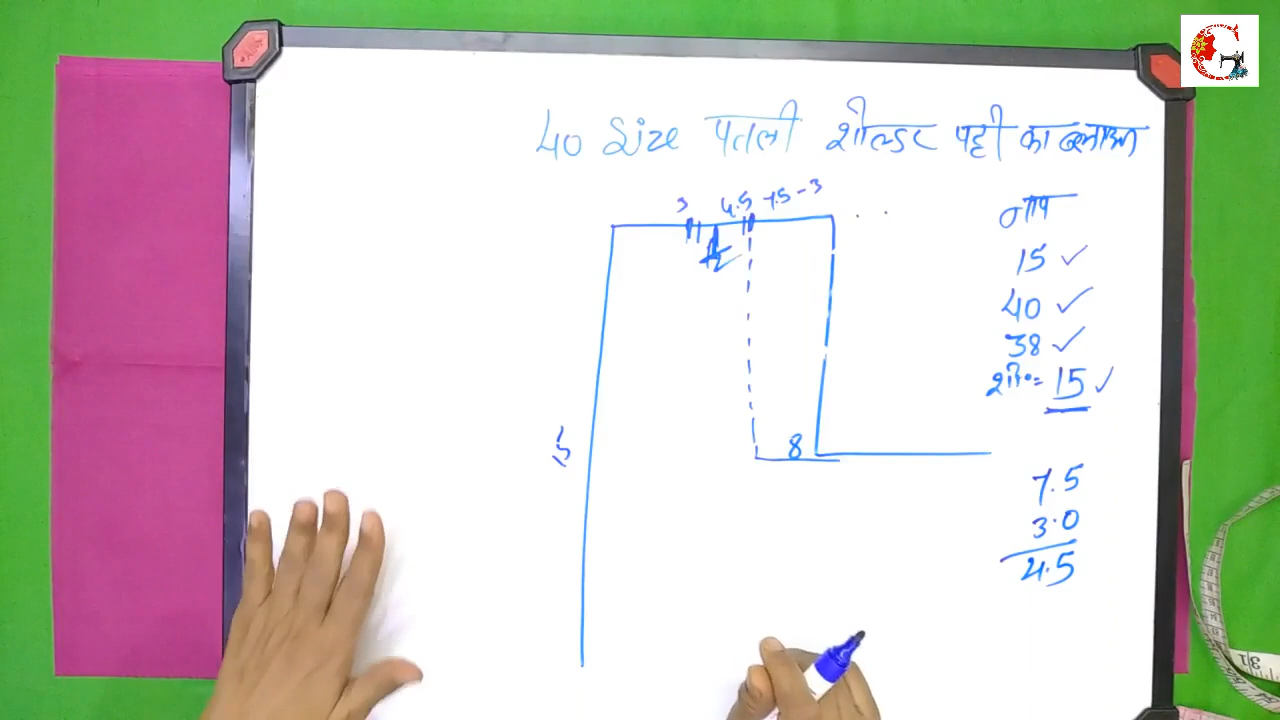 40 Size पतली शोल्डर पट्टी का ब्लाउज
3 4.5 7.5-3
नाप
15 ✓
40 ✓
38 ✓
शोल = 15 ✓
8
7.5
3.0
4.5
31